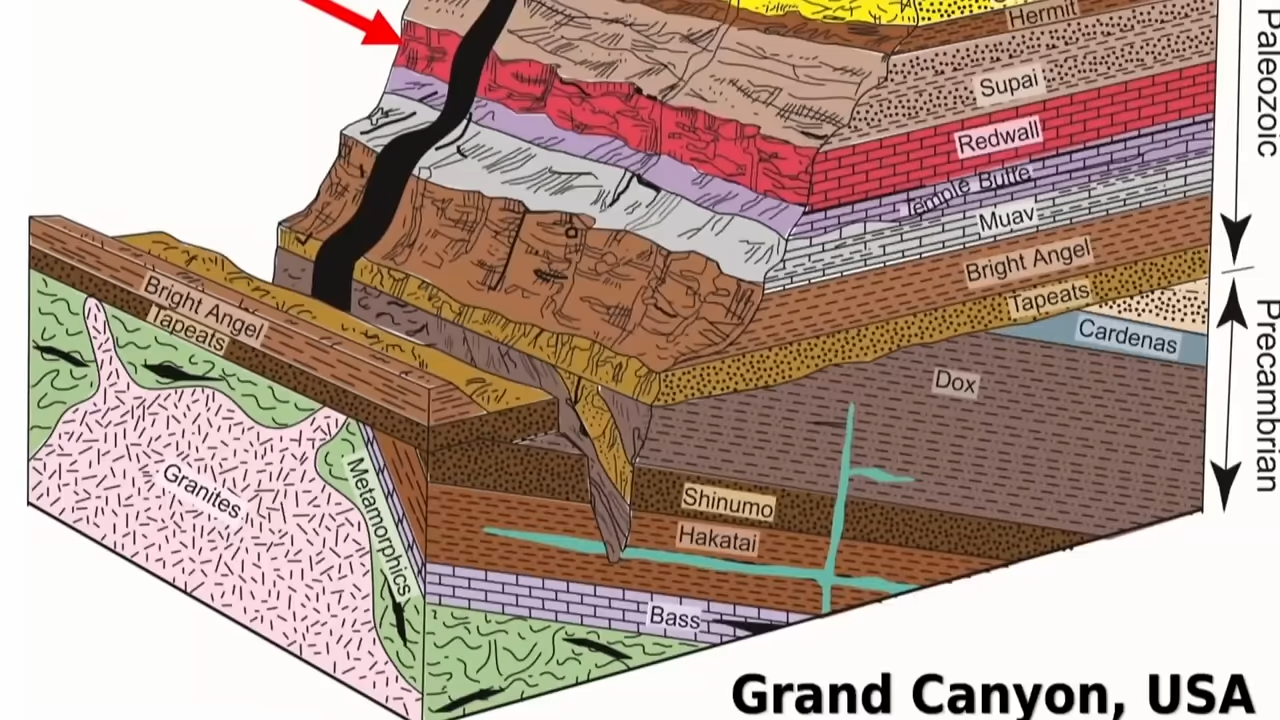 Hermit
Supai
Redwall
Temple Butte
Muav
Bright Angel
Tapeats
Cardenas
Dox
Shinumo
Hakatai
Bass
Bright Angel
Tapeats
Granites
Metamorphics
Paleozoic
Precambrian
Grand Canyon, USA